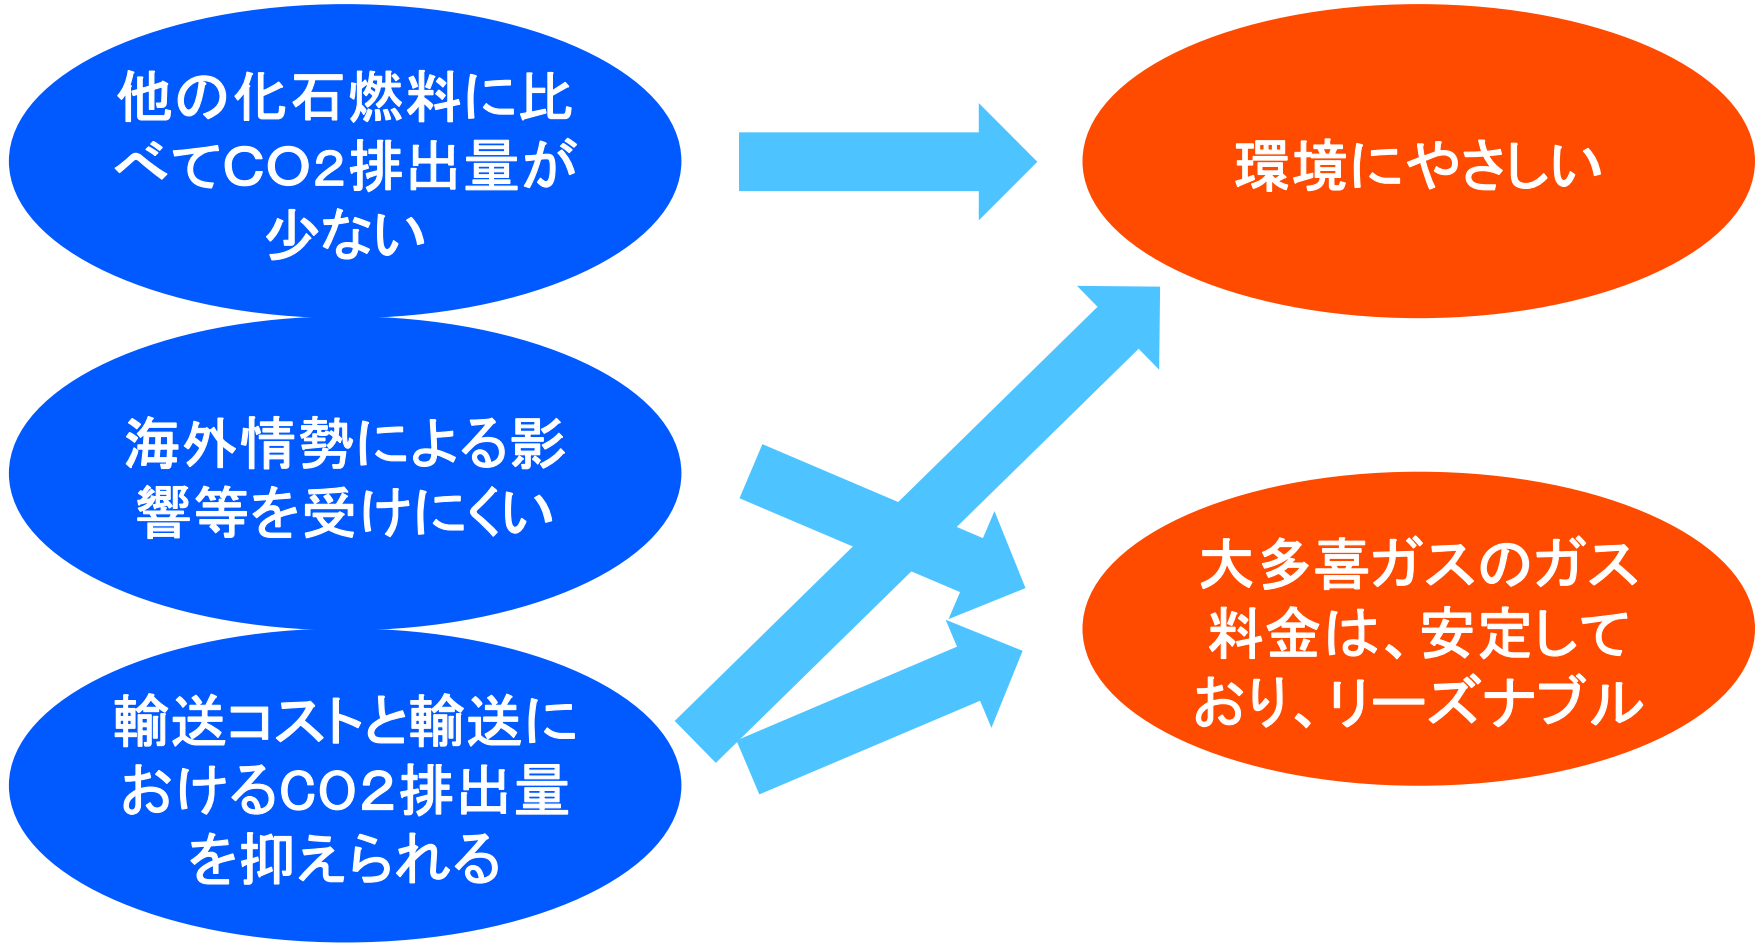 他の化石燃料に比
べてCO2排出量が
少ない
環境にやさしい
海外情勢による影
響等を受けにくい
大多喜ガスのガス
料金は、安定して
おり、リーズナブル
輸送コストと輸送に
おけるCO２排出量
を抑えられる